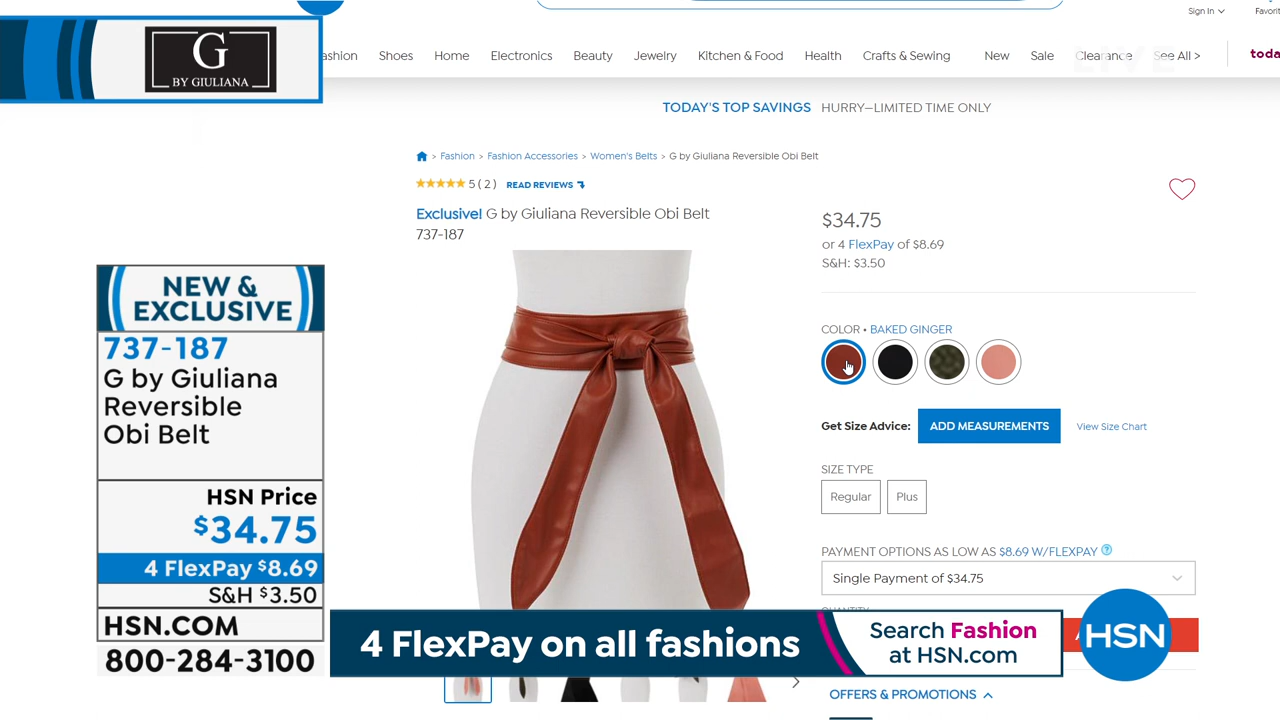 Sign In
G
BY GIULIANA
Shoes Home Electronics Beauty Jewelry Kitchen & Food Health Crafts & Sewing New Sale Clearance See All >
TODAY'S TOP SAVINGS HURRY—LIMITED TIME ONLY
> Fashion > Fashion Accessories > Women's Belts > G by Giuliana Reversible Obi Belt
5 ( 2 ) READ REVIEWS
Exclusive! G by Giuliana Reversible Obi Belt
737-187
$34.75
or 4 FlexPay of $8.69
S&H: $3.50
COLOR • BAKED GINGER
Get Size Advice: ADD MEASUREMENTS View Size Chart
SIZE TYPE
Regular Plus
PAYMENT OPTIONS AS LOW AS $8.69 W/FLEXPAY ?
Single Payment of $34.75
OFFERS & PROMOTIONS
NEW &
EXCLUSIVE
737-187
G by Giuliana
Reversible
Obi Belt
HSN Price
$34.75
4 FlexPay $8.69
S&H $3.50
HSN.COM
800-284-3100
4 FlexPay on all fashions
Search Fashion
at HSN.com
HSN